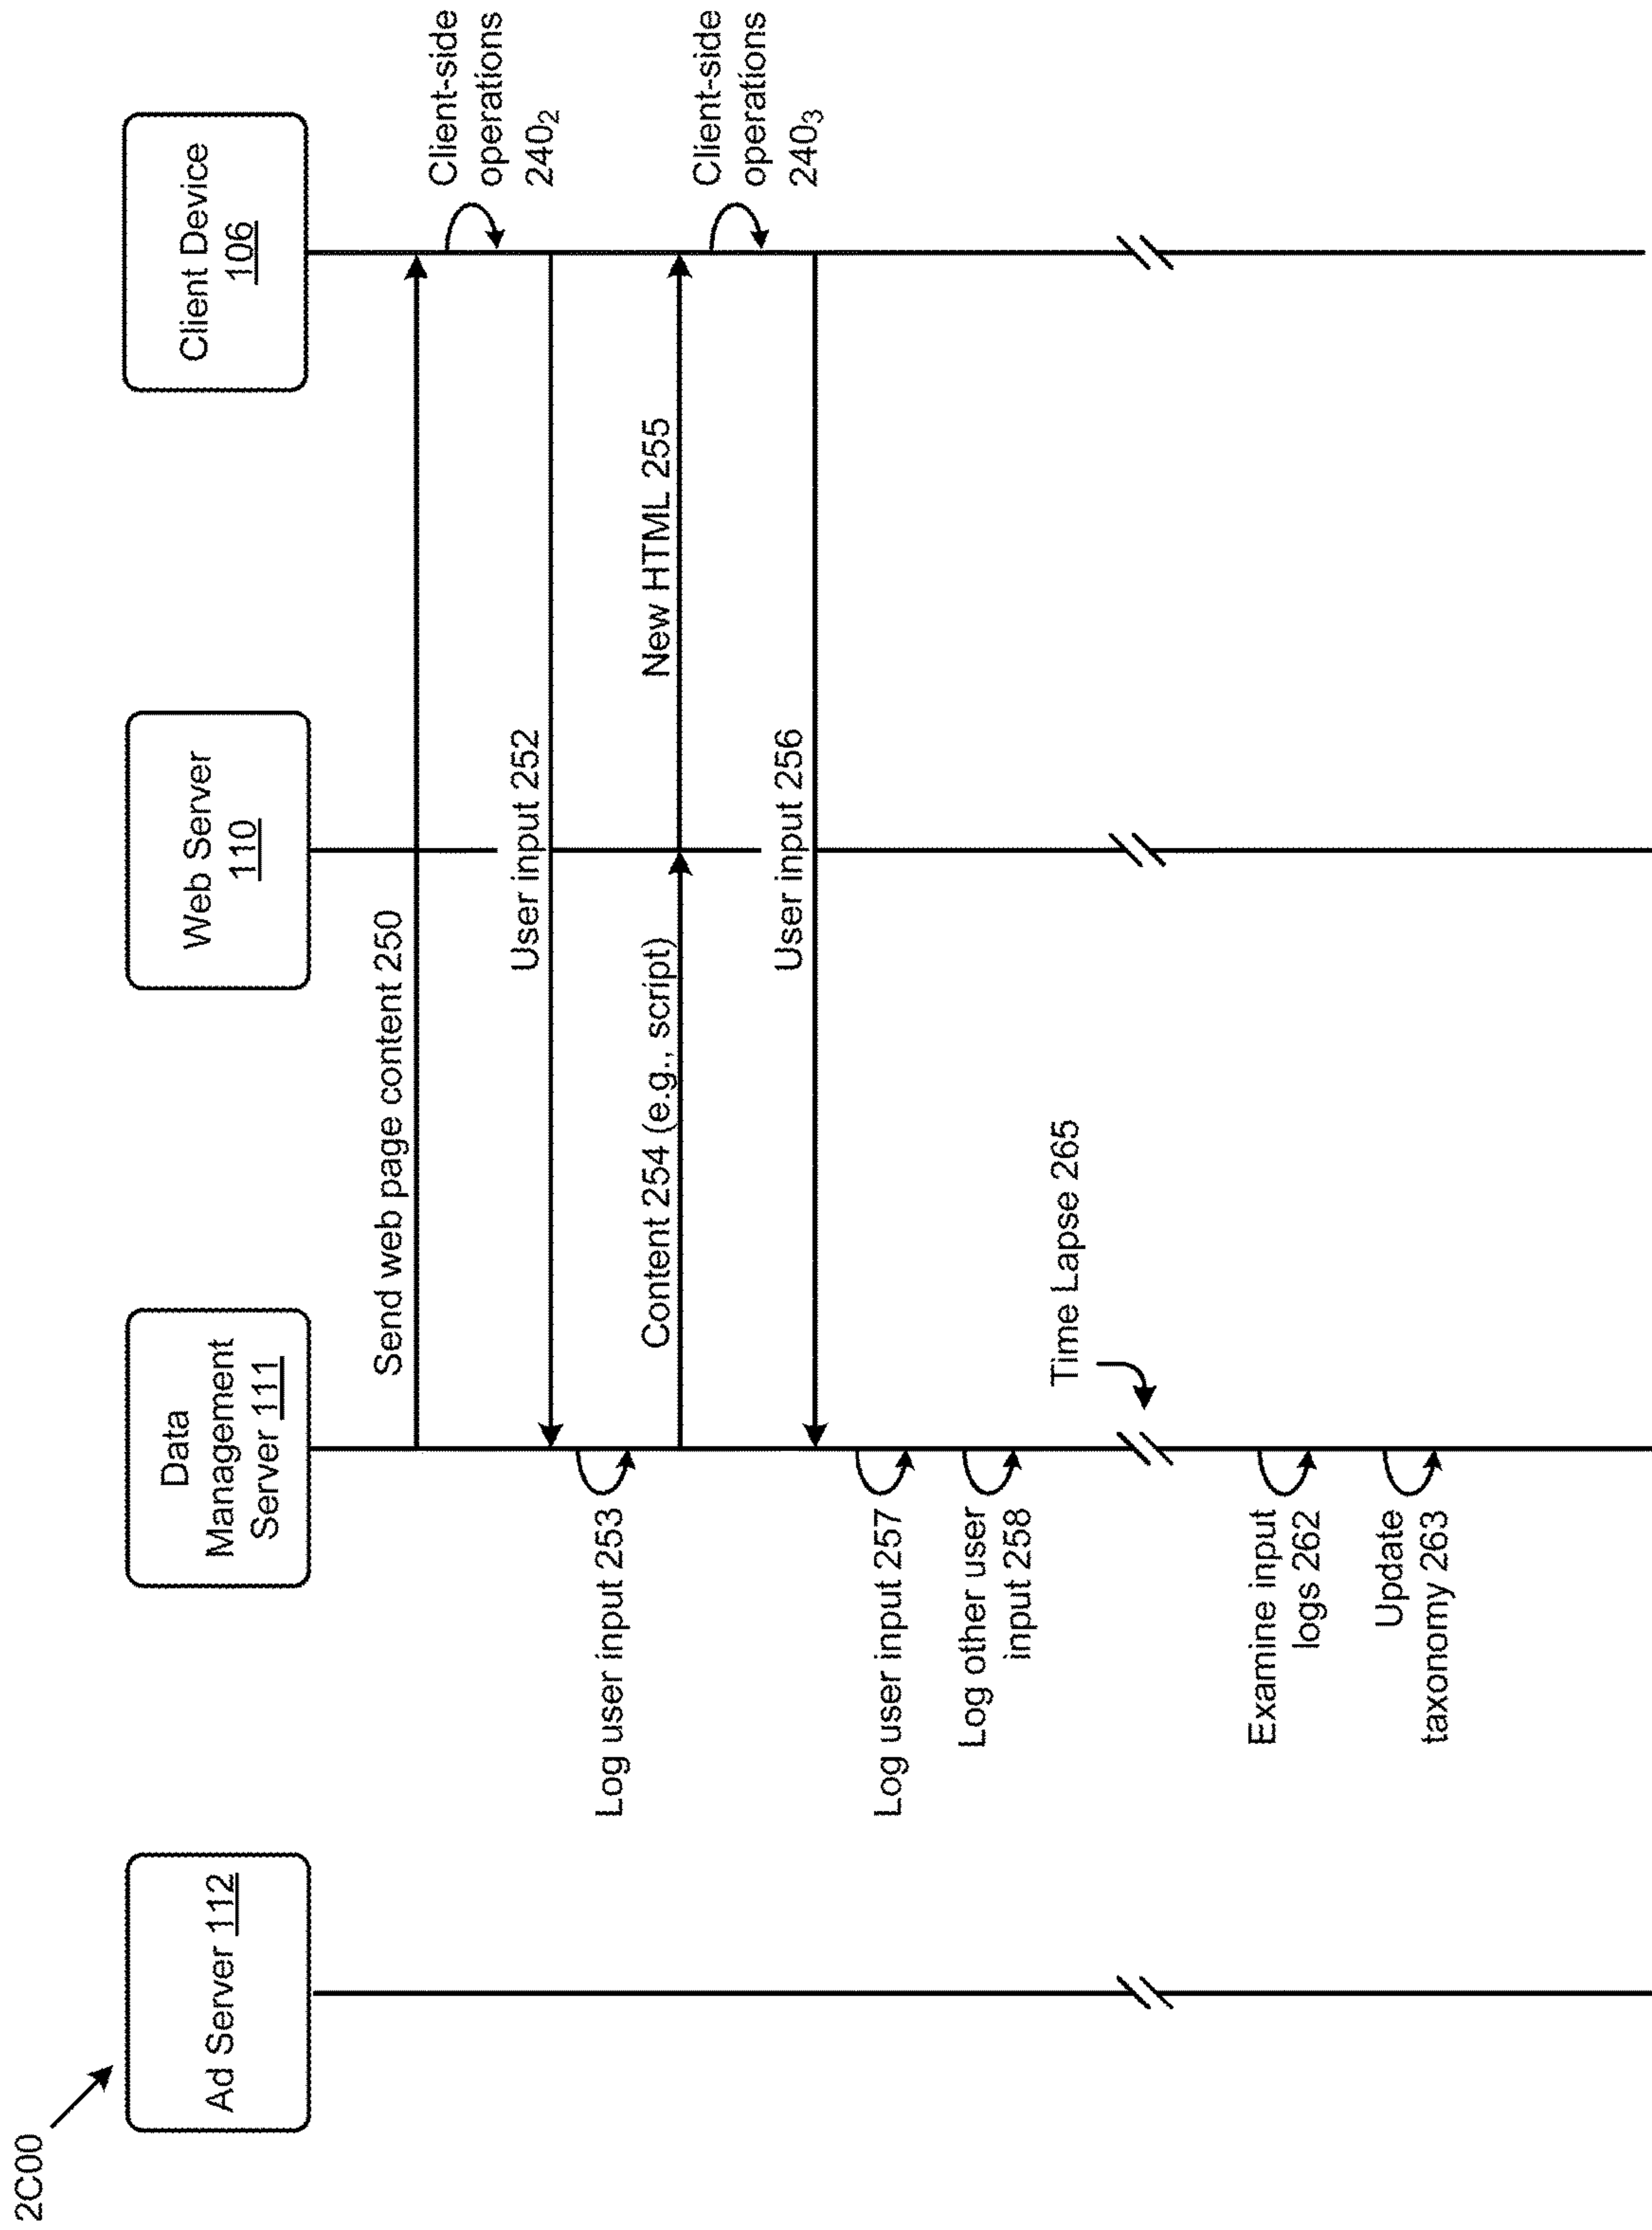 2C00
Ad Server 112
Data
Management
Server 111
Web Server
110
Client Device
106
Send web page content 250
Client-side
operations
240₂
User input 252
Log user input 253
Content 254 (e.g., script)
New HTML 255
Client-side
operations
240₃
User input 256
Log user input 257
Log other user
input 258
Time Lapse 265
Examine input
logs 262
Update
taxonomy 263